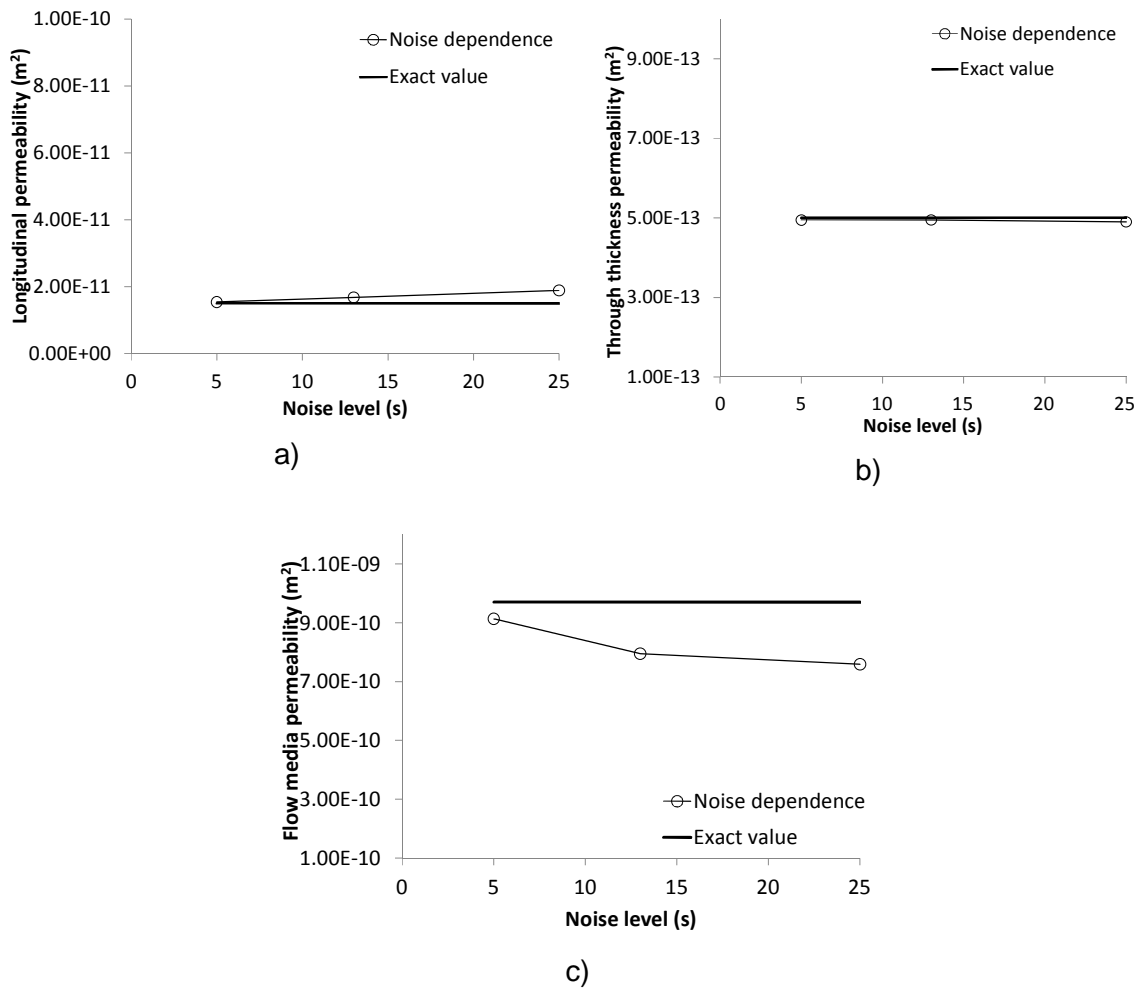 1.00E-10
8.00E-11
6.00E-11
4.00E-11
2.00E-11
0.00E+00
Longitudinal permeability (m²)
Noise dependence
Exact value
0 5 10 15 20 25
Noise level (s)
a)
9.00E-13
7.00E-13
5.00E-13
3.00E-13
1.00E-13
Through thickness permeability (m²)
Noise dependence
Exact value
0 5 10 15 20 25
Noise level (s)
b)
1.10E-09
9.00E-10
7.00E-10
5.00E-10
3.00E-10
1.00E-10
Flow media permeability (m²)
Noise dependence
Exact value
0 5 10 15 20 25
Noise level (s)
c)